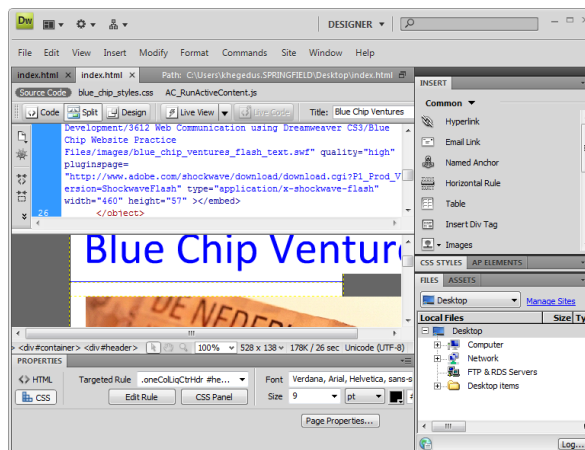 Dw DESIGNER
File Edit View Insert Modify Format Commands Site Window Help
index.html × index.html × Path: C:\Users\khegedus.SPRINGFIELD\Desktop\index.html
Source Code blue_chip_styles.css AC_RunActiveContent.js
Code Split Design Live View Live Code Title: Blue Chip Ventures
Development/3612 Web Communication using Dreamweaver CS3/Blue
Chip Website Practice
Files/images/blue_chip_ventures_flash_text.swf" quality="high"
pluginspage=
"http://www.adobe.com/shockwave/download/download.cgi?P1_Prod_V
ersion=ShockwaveFlash" type="application/x-shockwave-flash"
width="460" height="57" ></embed>
26 </object>
Blue Chip Ventur
DE NEDER
> <div#container> <div#header> 100% 528 x 138 178K / 26 sec Unicode (UTF-8)
PROPERTIES
<> HTML Targeted Rule .oneColLiqCtrHdr #he... Font Verdana, Arial, Helvetica, sans-s
CSS Edit Rule CSS Panel Size 9 pt
Page Properties...
INSERT
Common
Hyperlink
Email Link
Named Anchor
Horizontal Rule
Table
Insert Div Tag
Images
CSS STYLES AP ELEMENTS
FILES ASSETS
Desktop Manage Sites
Local Files Size Ty
Desktop
Computer
Network
FTP & RDS Servers
Desktop items
Log...